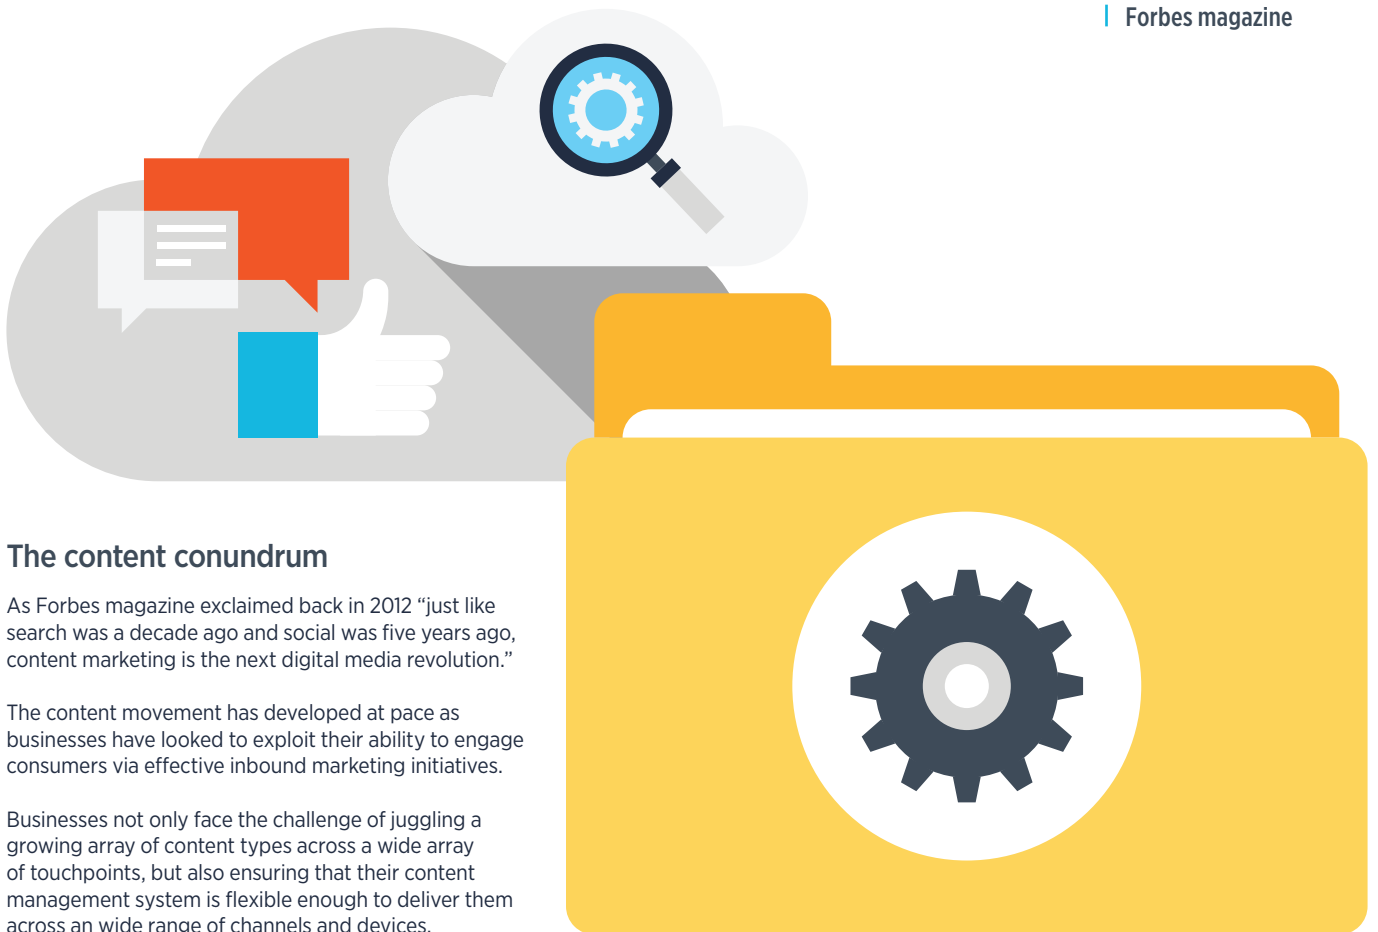 Forbes magazine
The content conundrum
As Forbes magazine exclaimed back in 2012 “just like
search was a decade ago and social was five years ago,
content marketing is the next digital media revolution.”
The content movement has developed at pace as
businesses have looked to exploit their ability to engage
consumers via effective inbound marketing initiatives.
Businesses not only face the challenge of juggling a
growing array of content types across a wide array
of touchpoints, but also ensuring that their content
management system is flexible enough to deliver them
across an wide range of channels and devices.